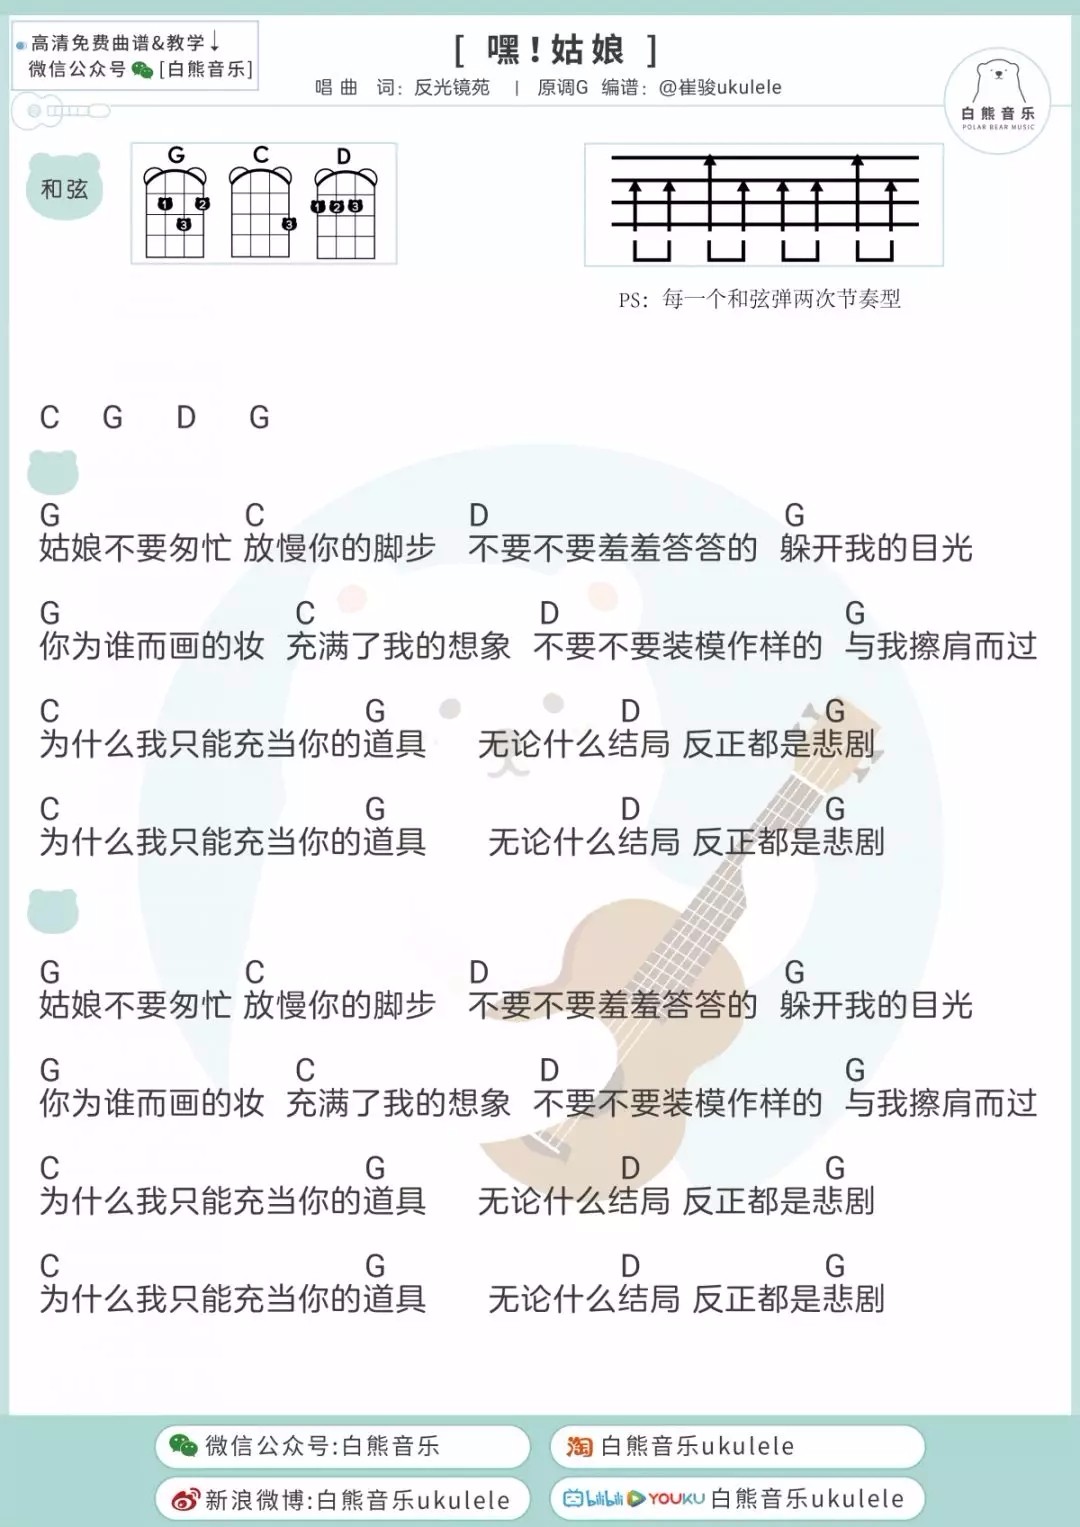 高清免费曲谱&教学↓
微信公众号 [白熊音乐]
[ 嘿!姑娘 ]
唱 曲 词: 反光镜苑 | 原调G 编谱: @崔骏ukulele
白熊音乐
POLAR BEAR MUSIC
和弦
G C D
1 2 3 3 1 2 3
PS: 每一个和弦弹两次节奏型
C G D G
G C D G
姑娘不要匆忙 放慢你的脚步 不要不要羞羞答答的 躲开我的目光
G C D G
你为谁而画的妆 充满了我的想象 不要不要装模作样的 与我擦肩而过
C G D G
为什么我只能充当你的道具 无论什么结局 反正都是悲剧
C G D G
为什么我只能充当你的道具 无论什么结局 反正都是悲剧
G C D G
姑娘不要匆忙 放慢你的脚步 不要不要羞羞答答的 躲开我的目光
G C D G
你为谁而画的妆 充满了我的想象 不要不要装模作样的 与我擦肩而过
C G D G
为什么我只能充当你的道具 无论什么结局 反正都是悲剧
C G D G
为什么我只能充当你的道具 无论什么结局 反正都是悲剧
微信公众号:白熊音乐
淘 白熊音乐ukulele
新浪微博:白熊音乐ukulele
bilibili YOUKU 白熊音乐ukulele